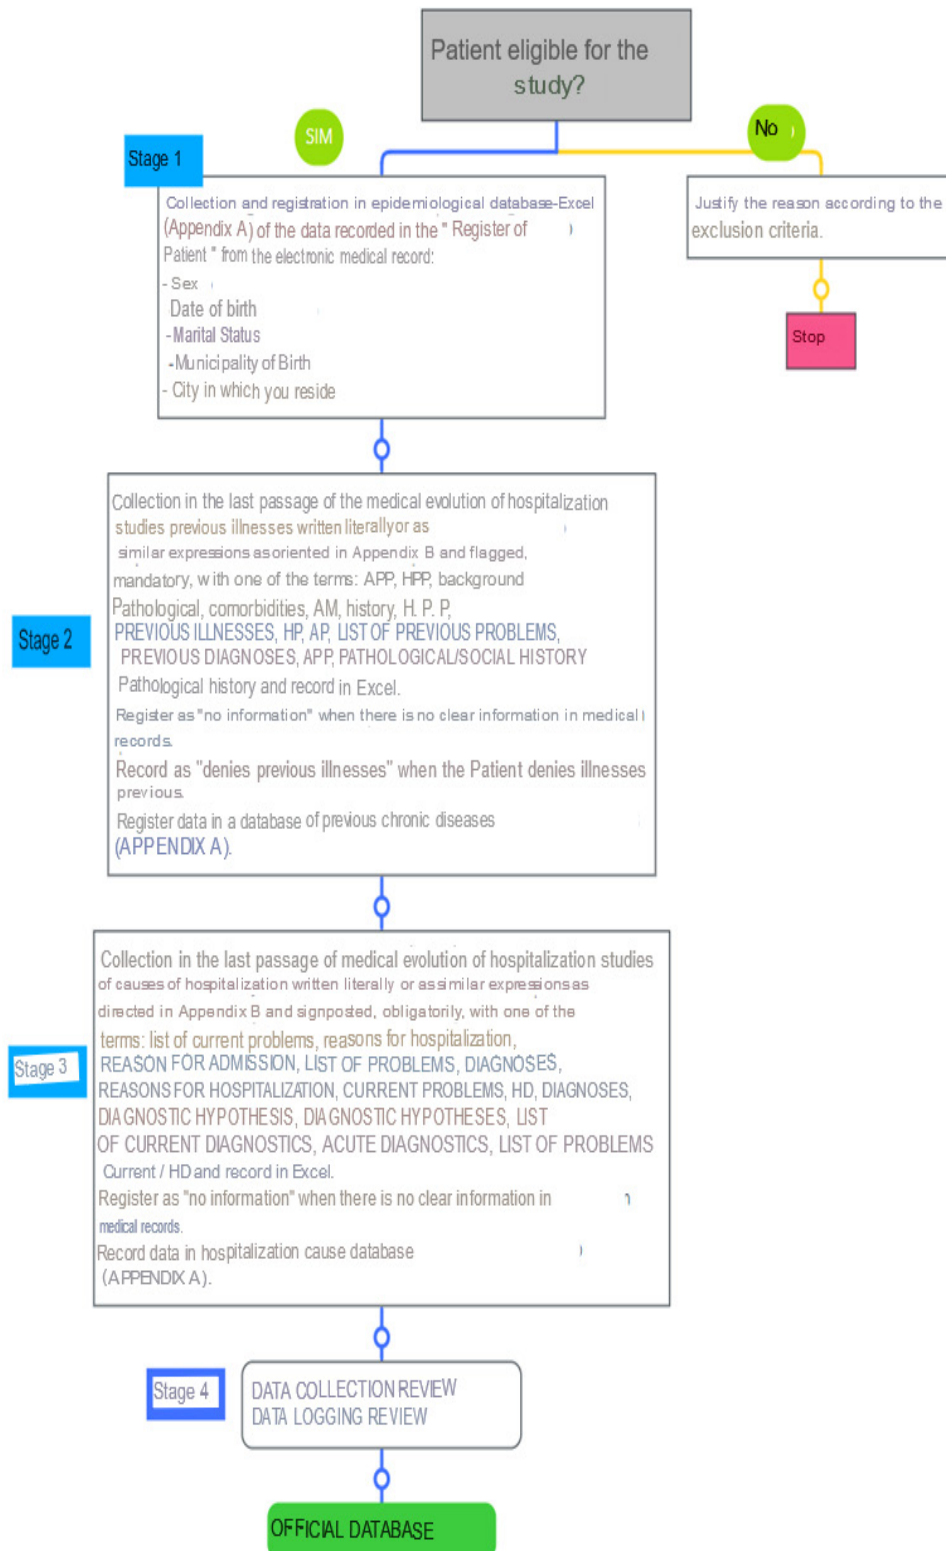 Patient eligible for the
study?
SIM
No
Stage 1
Collection and registration in epidemiological database-Excel
(Appendix A) of the data recorded in the " Register of
Patient " from the electronic medical record:
- Sex
Date of birth
-Marital Status
-Municipality of Birth
- City in which you reside
Justify the reason according to the
exclusion criteria.
Stop
Stage 2
Collection in the last passage of the medical evolution of hospitalization
studies previous illnesses written literally or as
similar expressions as oriented in Appendix B and flagged,
mandatory, with one of the terms: APP, HPP, background
Pathological, comorbidities, AM, history, H. P. P,
PREVIOUS ILLNESSES, HP, AP, LIST OF PREVIOUS PROBLEMS,
PREVIOUS DIAGNOSES, APP, PATHOLOGICAL/SOCIAL HISTORY
Pathological history and record in Excel.
Register as "no information" when there is no clear information in medical
records.
Record as "denies previous illnesses" when the Patient denies illnesses
previous.
Register data in a database of previous chronic diseases
(APPENDIX A).
Stage 3
Collection in the last passage of medical evolution of hospitalization studies
of causes of hospitalization written literally or as similar expressions as
directed in Appendix B and signposted, obligatorily, with one of the
terms: list of current problems, reasons for hospitalization,
REASON FOR ADMISSION, LIST OF PROBLEMS, DIAGNOSES,
REASONS FOR HOSPITALIZATION, CURRENT PROBLEMS, HD, DIAGNOSES,
DIAGNOSTIC HYPOTHESIS, DIAGNOSTIC HYPOTHESES, LIST
OF CURRENT DIAGNOSTICS, ACUTE DIAGNOSTICS, LIST OF PROBLEMS
Current / HD and record in Excel.
Register as "no information" when there is no clear information in
medical records.
Record data in hospitalization cause database
(APPENDIX A).
Stage 4
DATA COLLECTION REVIEW
DATA LOGGING REVIEW
OFFICIAL DATABASE